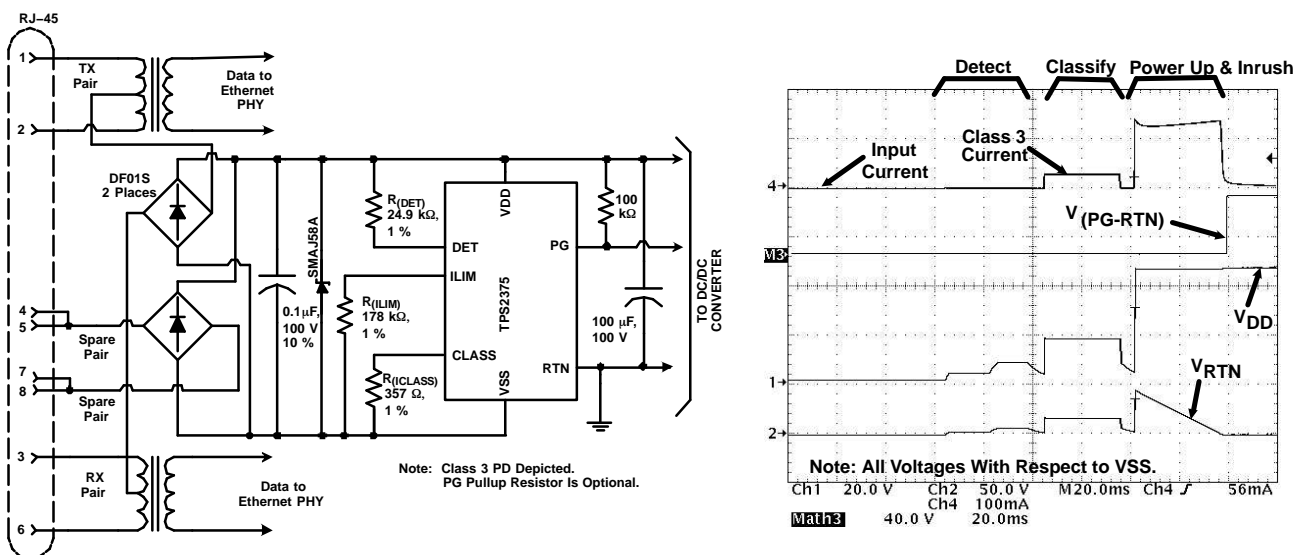 RJ–45
1
TX
Pair
2
Data to
Ethernet
PHY
DF01S
2 Places
4
5
Spare
Pair
7
8
Spare
Pair
3
RX
Pair
6
Data to
Ethernet PHY
0.1μF,
100 V
10 %
SMAJ58A
R(DET)
24.9 kΩ,
1 %
R(ILIM)
178 kΩ,
1 %
R(ICLASS)
357 Ω,
1 %
VDD
DET
ILIM
TPS2375
CLASS
VSS
PG
RTN
100
kΩ
100 μF,
100 V
TO DC/DC
CONVERTER
Note: Class 3 PD Depicted.
PG Pullup Resistor Is Optional.
Detect
Classify
Power Up & Inrush
Input
Current
Class 3
Current
4
V(PG-RTN)
M3
VDD
1
VRTN
2
Note: All Voltages With Respect to VSS.
Ch1 20.0 V Ch2 50.0 V M20.0ms Ch4 ʃ 56mA
Ch4 100mA
Math3 40.0 V 20.0ms